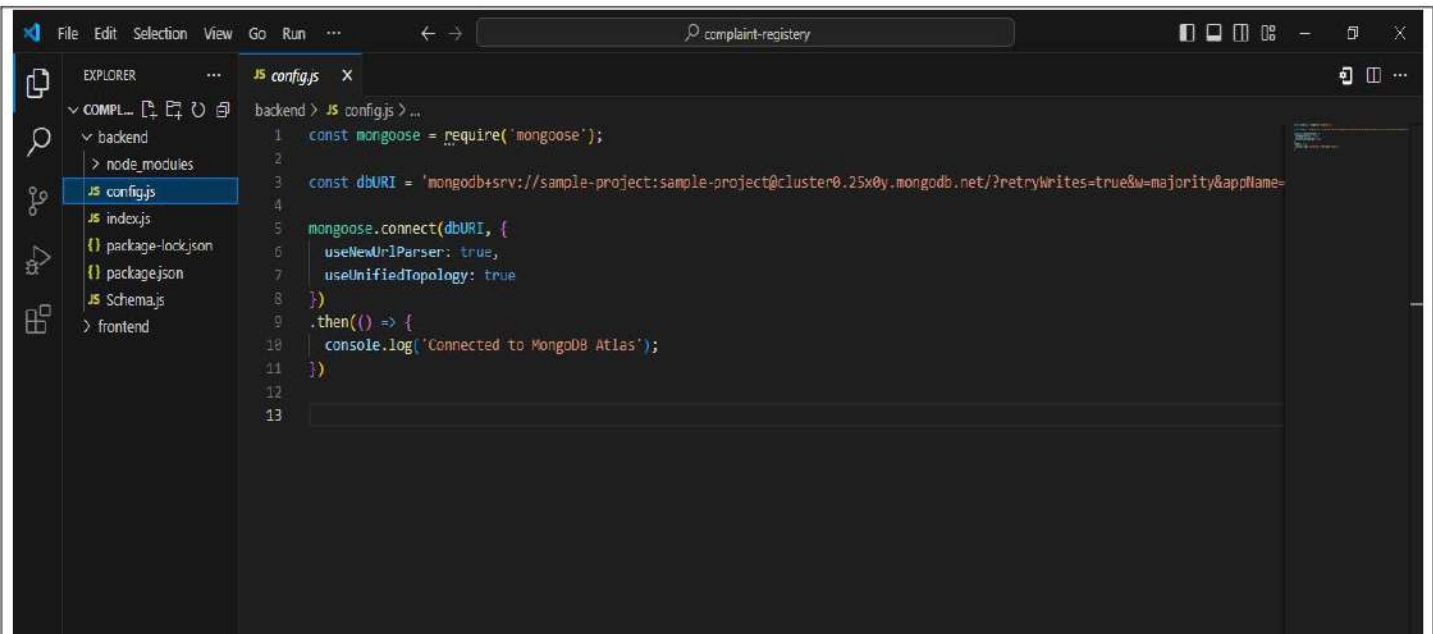 File Edit Selection View Go Run ··· complaint-registery
EXPLORER ···
COMPL...
backend
node_modules
JS config.js
JS index.js
{} package-lock.json
{} package.json
JS Schema.js
frontend
JS config.js X
backend > JS config.js > ...
1 const mongoose = require('mongoose');
2
3 const dbURI = 'mongodb+srv://sample-project:sample-project@cluster0.25x0y.mongodb.net/?retryWrites=true&w=majority&appName=
4
5 mongoose.connect(dbURI, {
6 useNewUrlParser: true,
7 useUnifiedTopology: true
8 })
9 .then(() => {
10 console.log('Connected to MongoDB Atlas');
11 })
12
13